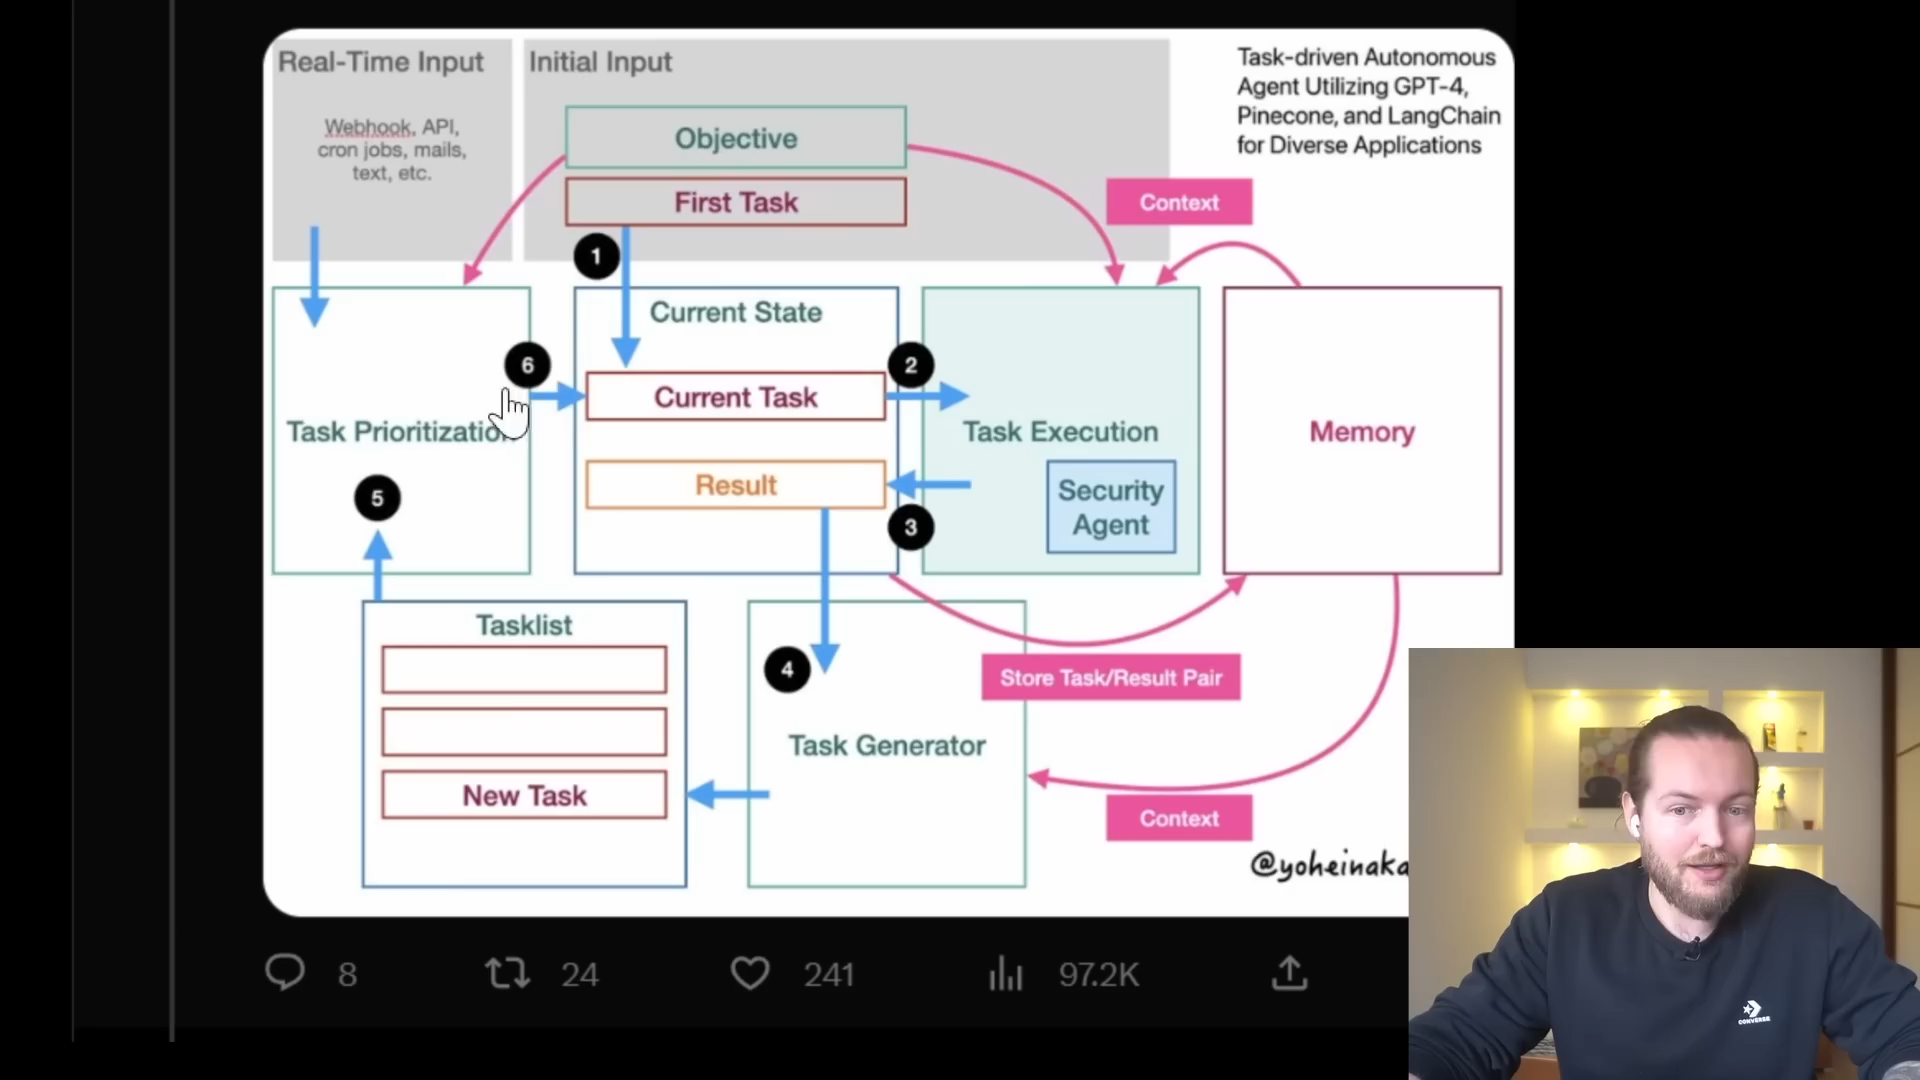 Real-Time Input
Webhook, API,
cron jobs, mails,
text, etc.
Initial Input
Objective
First Task
Task-driven Autonomous
Agent Utilizing GPT-4,
Pinecone, and LangChain
for Diverse Applications
Context
1
Current State
6
Current Task
2
Task Prioritization
Task Execution
Memory
Result
Security
Agent
5
3
Tasklist
4
Store Task/Result Pair
Task Generator
New Task
Context
@yoheinaka
8
24
241
97.2K
CONVERSE